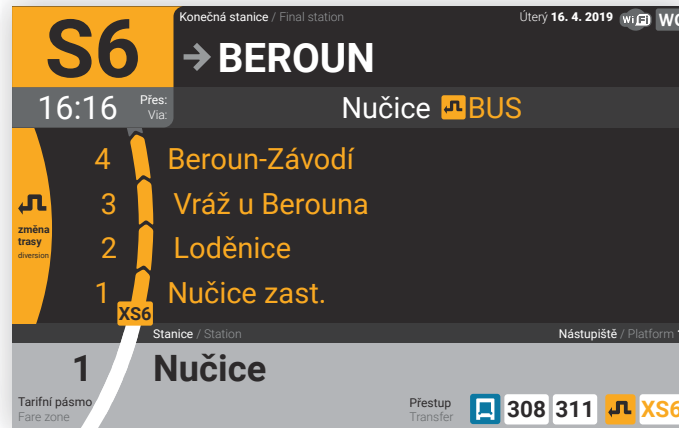 S6
Konečná stanice / Final station
Úterý 16. 4. 2019
WiFi WC
BEROUN
16:16
Přes:
Via:
Nučice BUS
4 Beroun-Závodí
3 Vráž u Berouna
2 Loděnice
1 Nučice zast.
změna
trasy
diversion
XS6
Stanice / Station
Nástupiště / Platform
1 Nučice
Tarifní pásmo
Fare zone
Přestup
Transfer
308 311 XS6